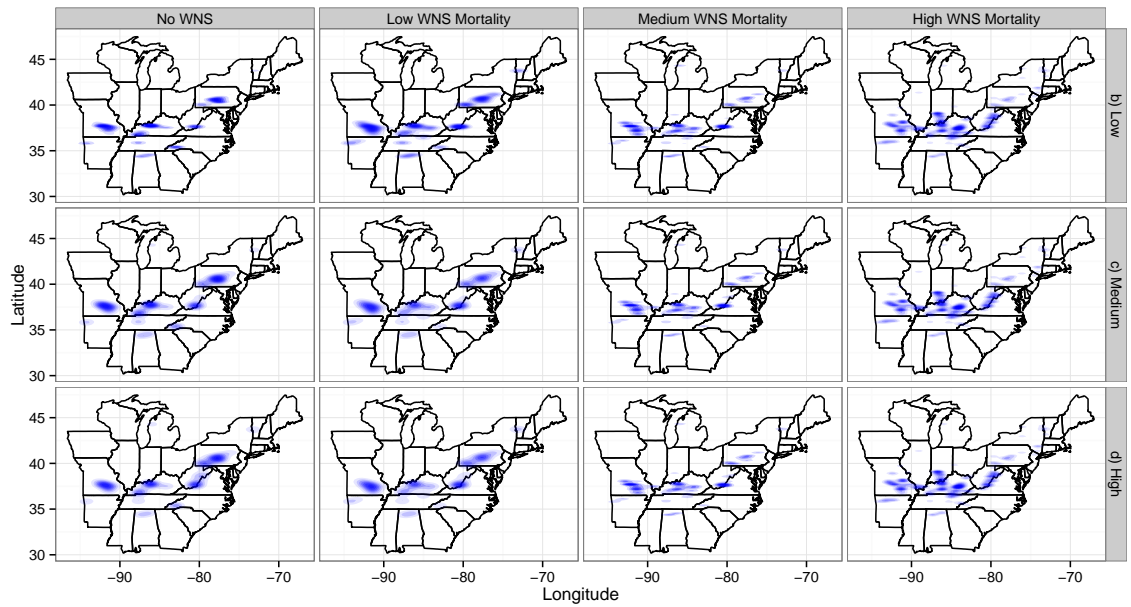 No WNS
Low WNS Mortality
Medium WNS Mortality
High WNS Mortality
45
40
35
30
b) Low
45
40
35
30
c) Medium
45
40
35
30
d) High
Latitude
−90 −80 −70
−90 −80 −70
−90 −80 −70
−90 −80 −70
Longitude